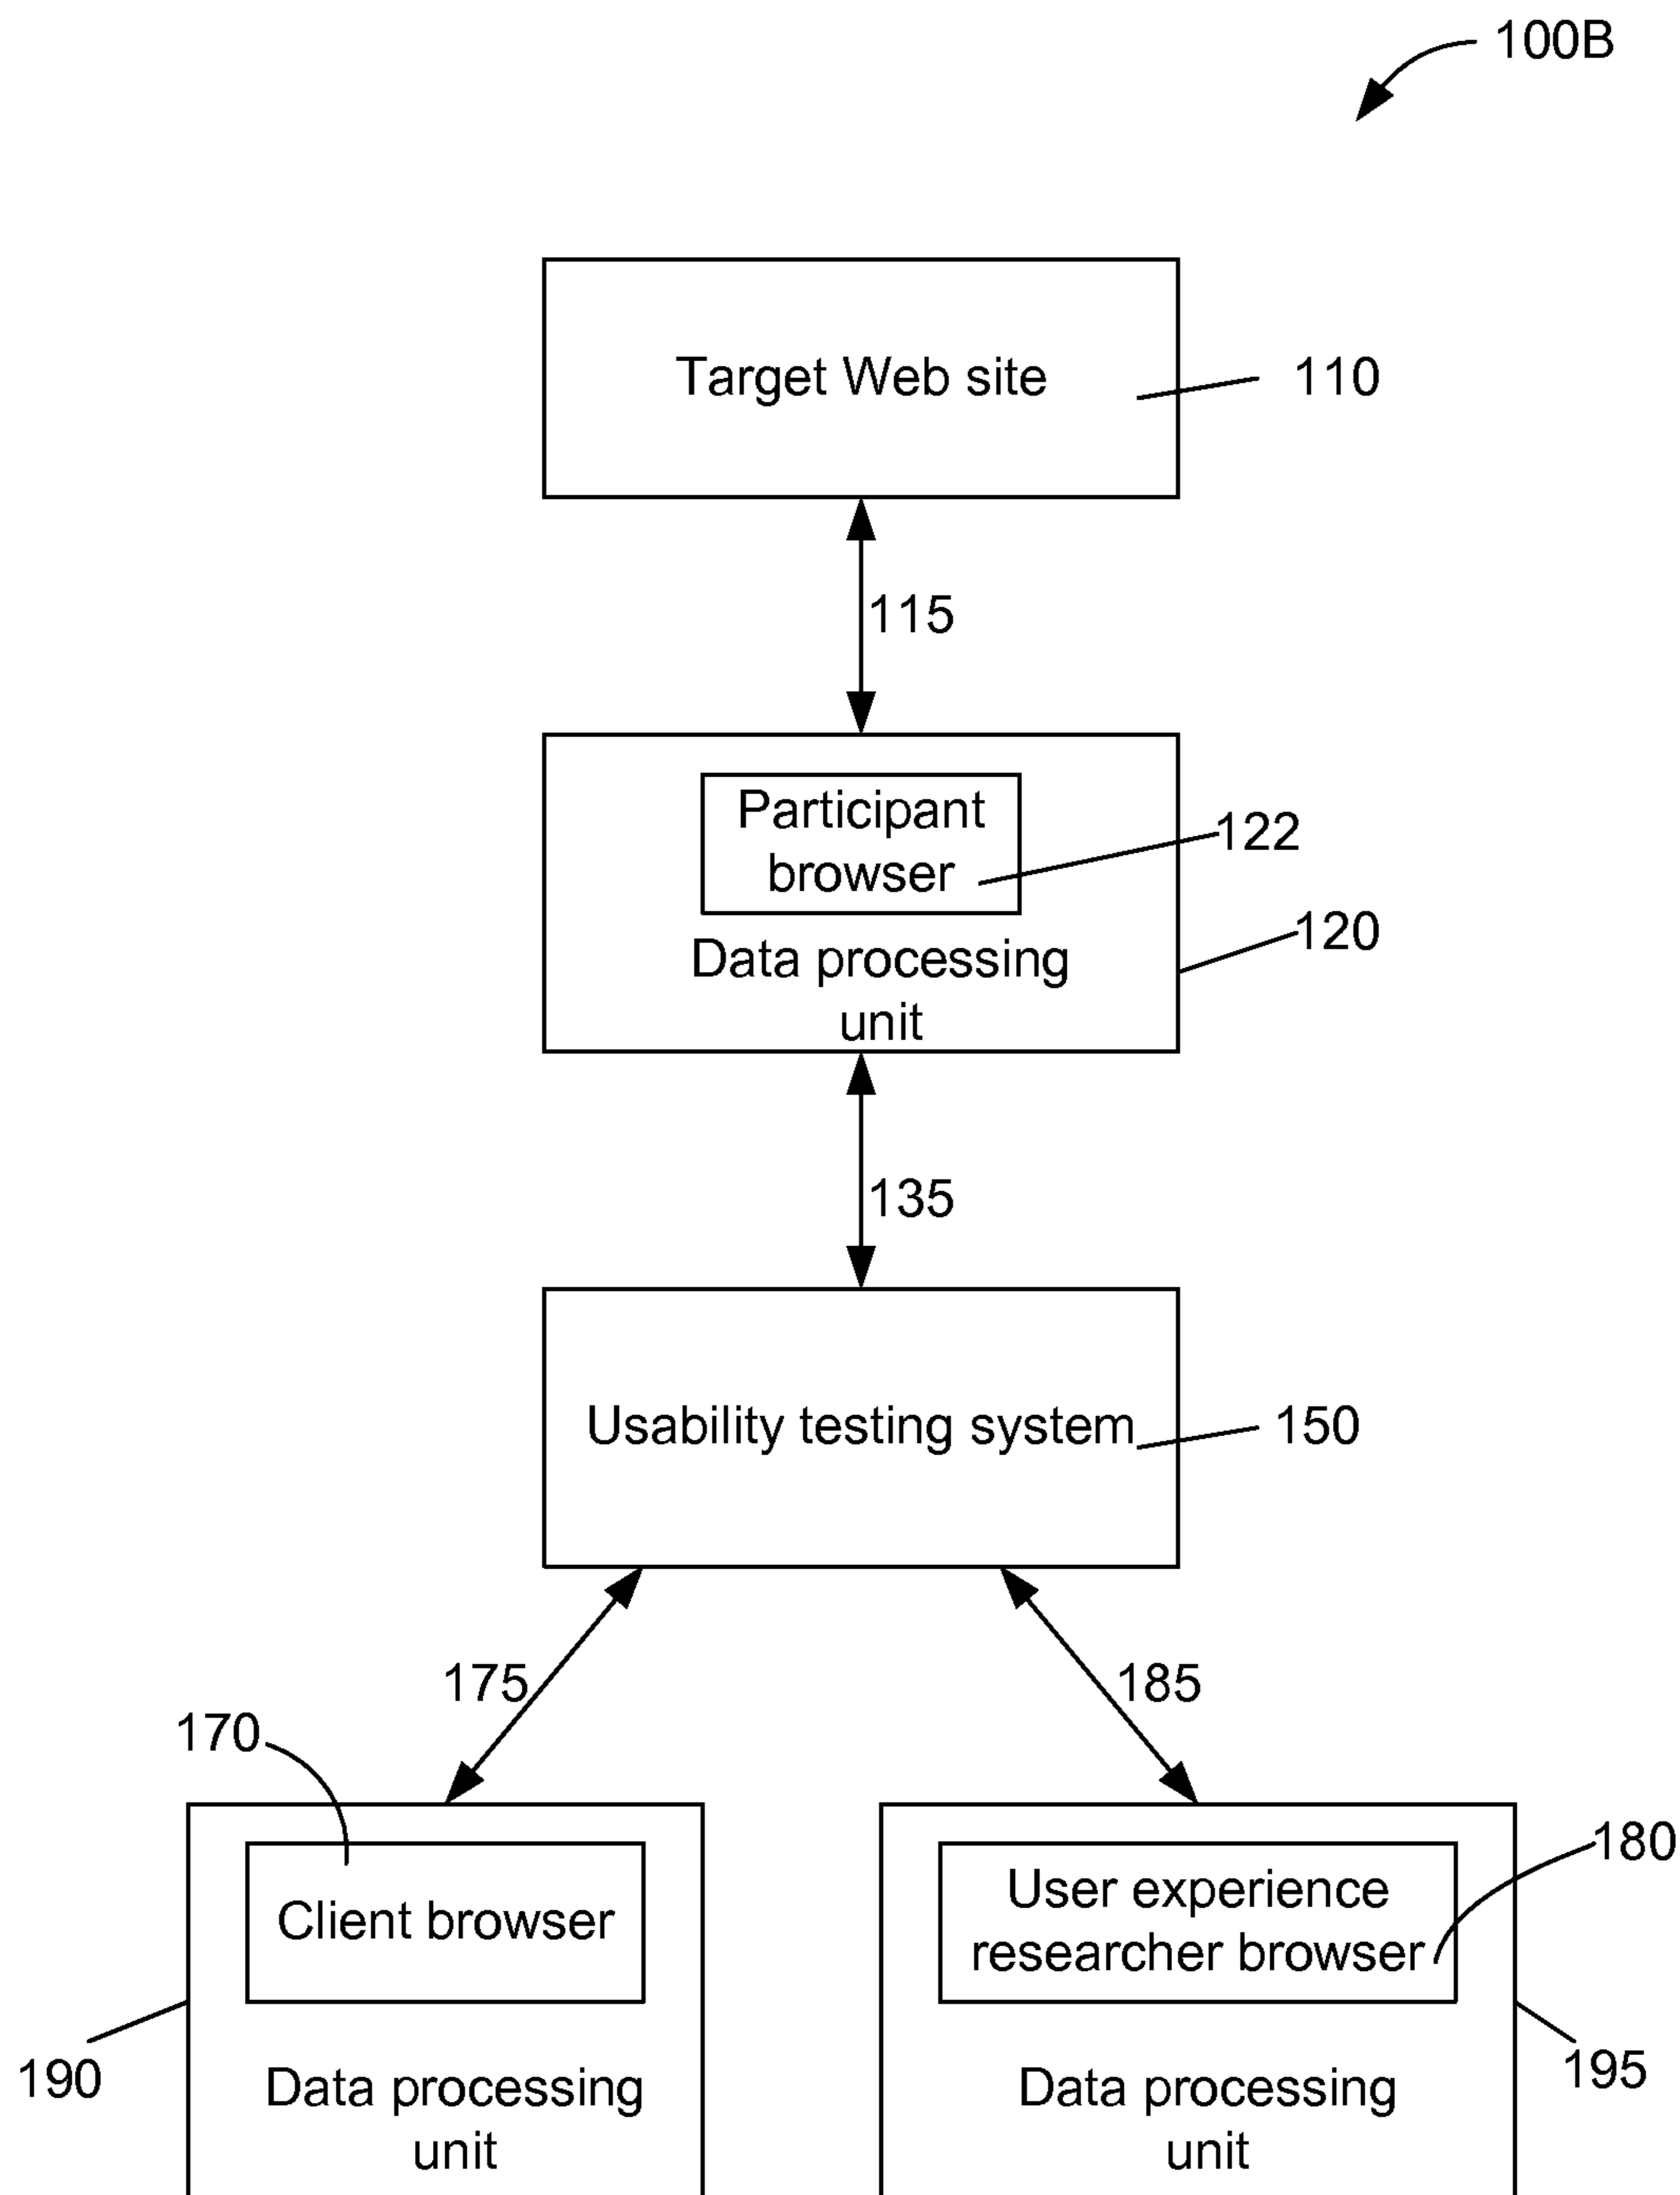 100B
Target Web site
110
115
Participant
browser
122
120
Data processing
unit
135
Usability testing system
150
175
185
170
180
Client browser
User experience
researcher browser
190
195
Data processing
unit
Data processing
unit